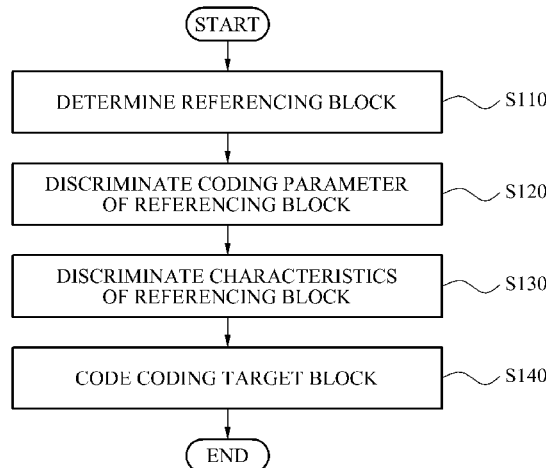 START
DETERMINE REFERENCING BLOCK
S110
DISCRIMINATE CODING PARAMETER
OF REFERENCING BLOCK
S120
DISCRIMINATE CHARACTERISTICS
OF REFERENCING BLOCK
S130
CODE CODING TARGET BLOCK
S140
END